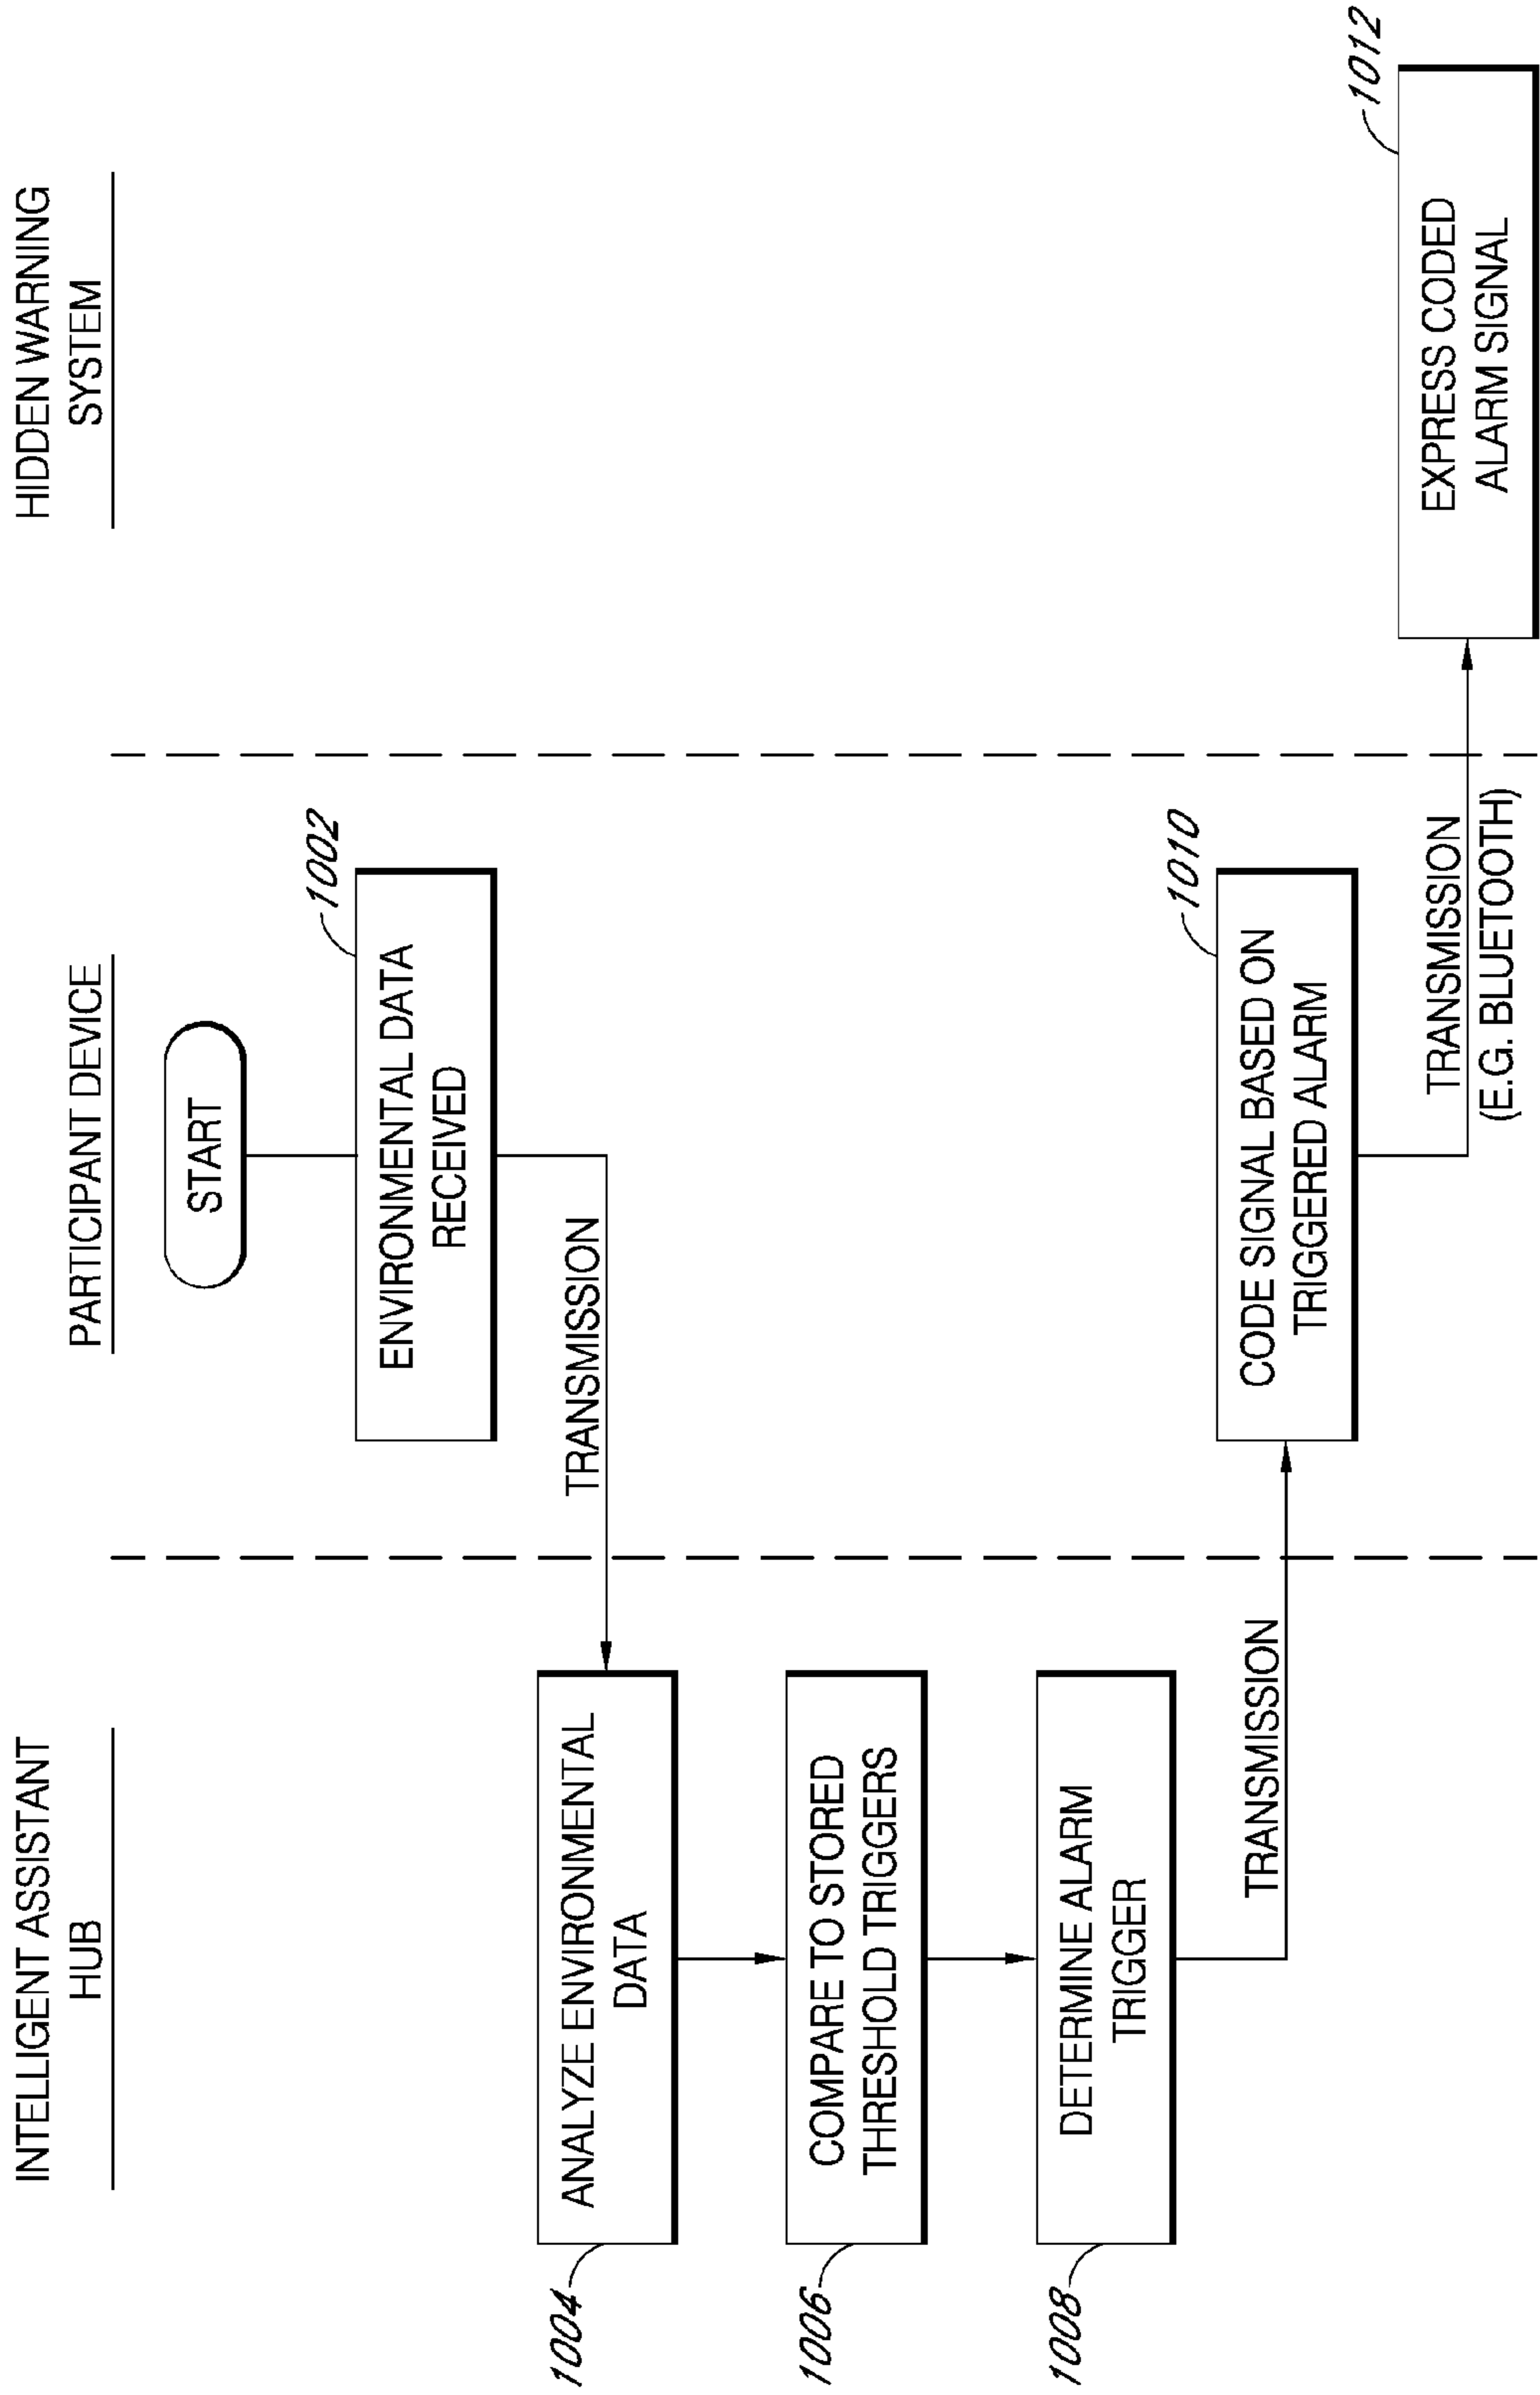 INTELLIGENT ASSISTANT
HUB
PARTICIPANT DEVICE
HIDDEN WARNING
SYSTEM
START
1002
ENVIRONMENTAL DATA
RECEIVED
TRANSMISSION
1004
ANALYZE ENVIRONMENTAL
DATA
1006
COMPARE TO STORED
THRESHOLD TRIGGERS
1008
DETERMINE ALARM
TRIGGER
TRANSMISSION
1010
CODE SIGNAL BASED ON
TRIGGERED ALARM
TRANSMISSION
(E.G. BLUETOOTH)
1012
EXPRESS CODED
ALARM SIGNAL